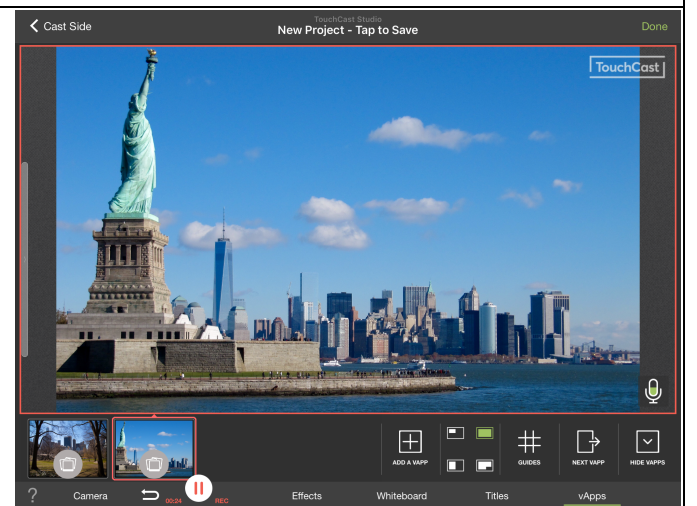 Cast Side
TouchCast Studio
New Project - Tap to Save
Done
TouchCast
ADD A VAPP
GUIDES
NEXT VAPP
HIDE VAPPS
?
Camera
00:24
REC
Effects
Whiteboard
Titles
vApps